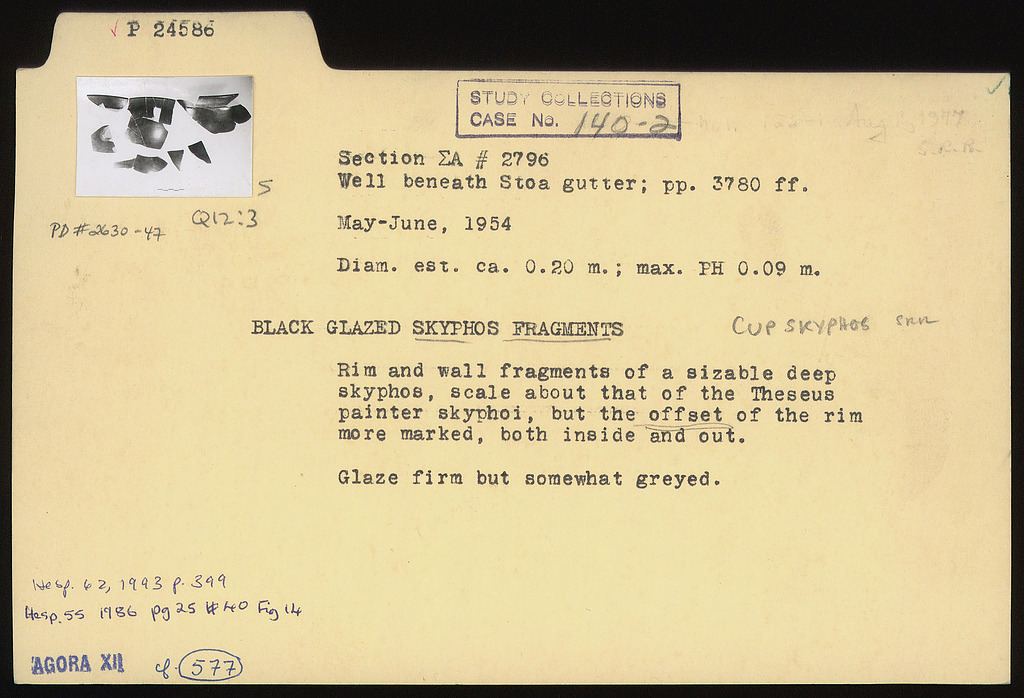 ✓ P 24586
STUDY COLLECTIONS
CASE No. 140-2
Aug 1977
Section ΣA # 2796
Well beneath Stoa gutter; pp. 3780 ff.
S
Q12:3
PD #2630-47
May-June, 1954
Diam. est. ca. 0.20 m.; max. PH 0.09 m.
BLACK GLAZED SKYPHOS FRAGMENTS
CUP SKYPHOS SRR
Rim and wall fragments of a sizable deep
skyphos, scale about that of the Theseus
painter skyphoi, but the offset of the rim
more marked, both inside and out.
Glaze firm but somewhat greyed.
Hesp. 62, 1993 p. 399
Hesp. 55 1986 pg 25 #40 Fig 14
AGORA XII cf. 577